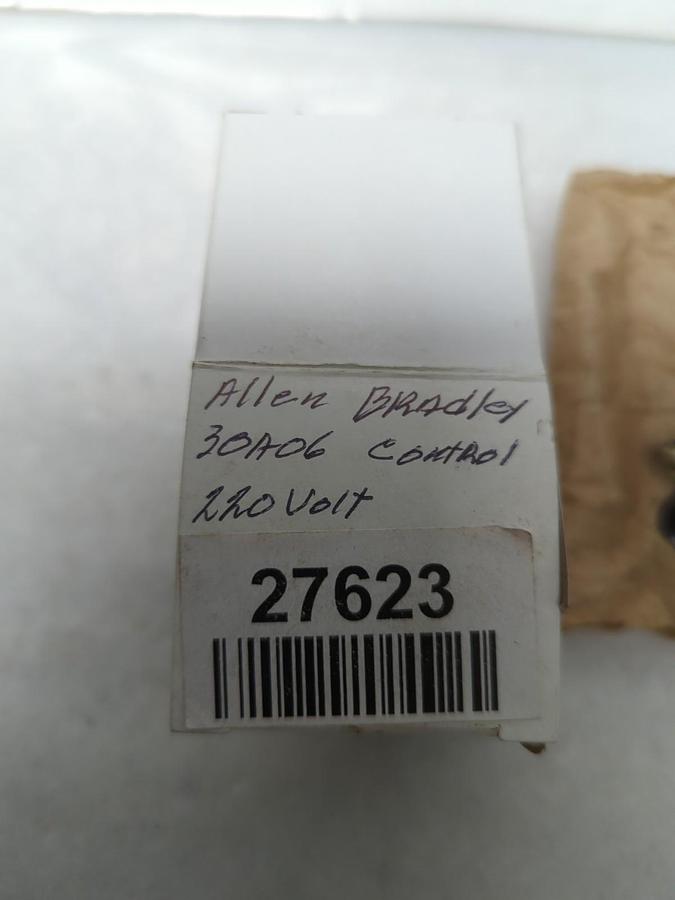 Allen BRAdley
30A06 Control
220 Volt
27623